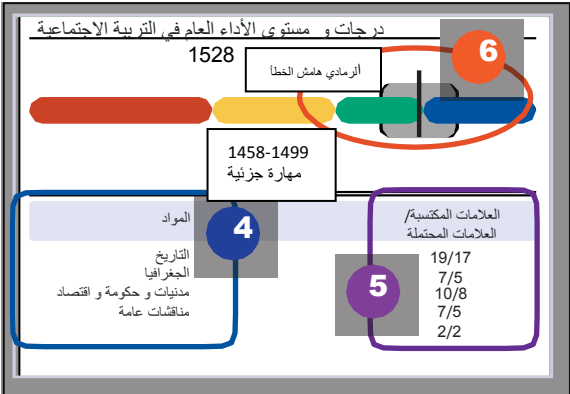 درجات و مستوى الأداء العام في التربية الاجتماعية
1528
ألرمادي هامش الخطأ
6
1458-1499
مهارة جزئية
4
المواد
التاريخ
الجغرافيا
مدنيات و حكومة و اقتصاد
مناقشات عامة
5
العلامات المكتسبة/
العلامات المحتملة
19/17
7/5
10/8
7/5
2/2